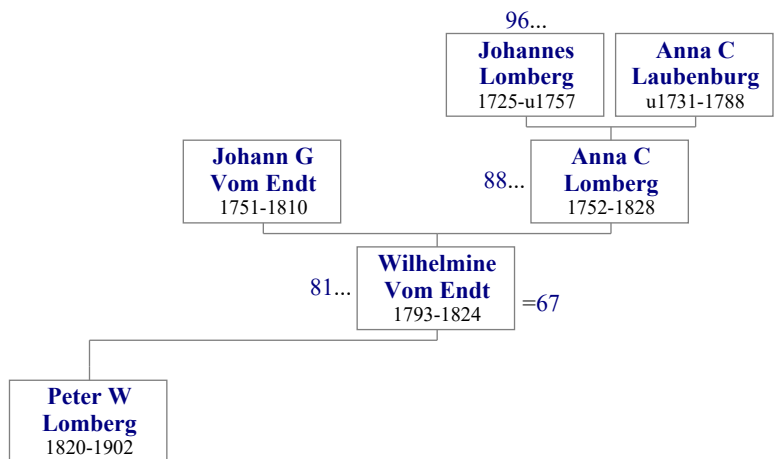 96...
Johannes
Lomberg
1725-u1757
Anna C
Laubenburg
u1731-1788
Johann G
Vom Endt
1751-1810
88...
Anna C
Lomberg
1752-1828
81...
Wilhelmine
Vom Endt
1793-1824
=67
Peter W
Lomberg
1820-1902